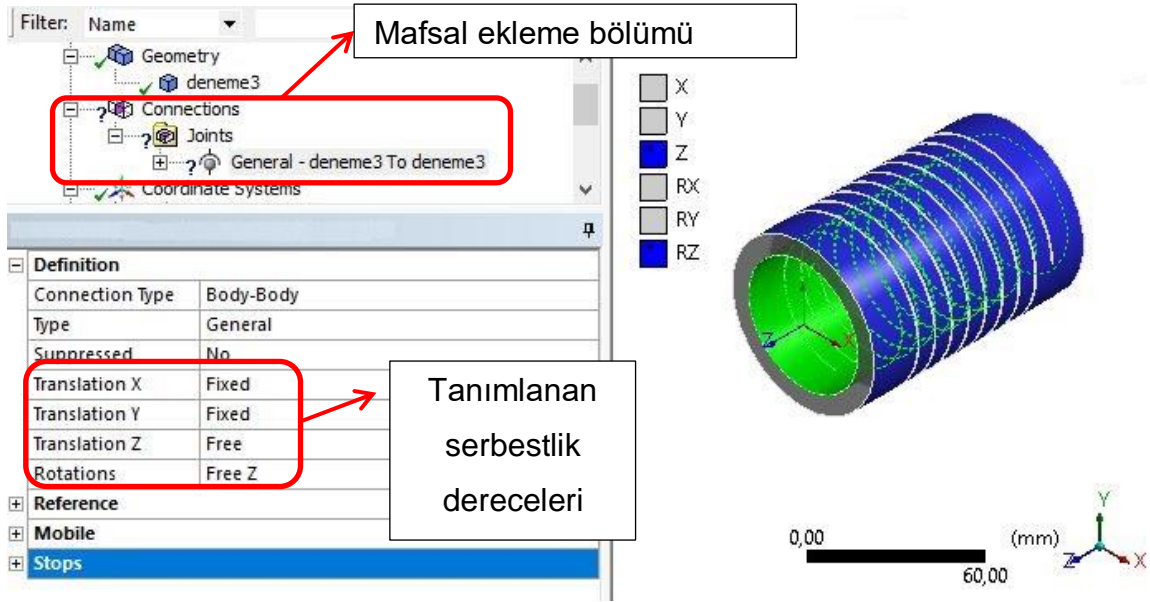 Filter: Name
Mafsal ekleme bölümü
Geometry
deneme3
Connections
Joints
General - deneme3 To deneme3
Coordinate Systems
Definition
Connection Type Body-Body
Type General
Suppressed No
Translation X Fixed
Translation Y Fixed
Translation Z Free
Rotations Free Z
Reference
Mobile
Stops
Tanımlanan
serbestlik
dereceleri
X
Y
Z
RX
RY
RZ
Z X
0,00 (mm)
60,00
Y
Z X